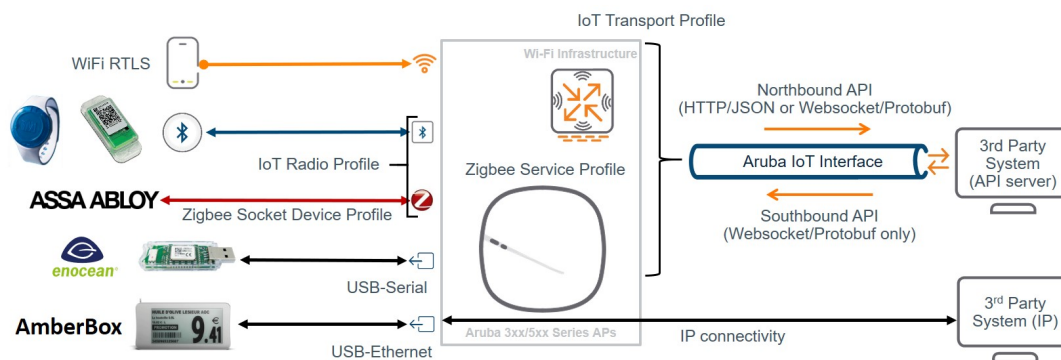 IoT Transport Profile
Wi-Fi Infrastructure
WiFi RTLS
Northbound API
(HTTP/JSON or Websocket/Protobuf)
IoT Radio Profile
Zigbee Service Profile
Aruba IoT Interface
3rd Party
System
(API server)
ASSA ABLOY
Zigbee Socket Device Profile
Southbound API
(Websocket/Protobuf only)
enocean®
USB-Serial
AmberBox
9.41
€
USB-Ethernet
Aruba 3xx/5xx Series APs
IP connectivity
3rd Party
System (IP)